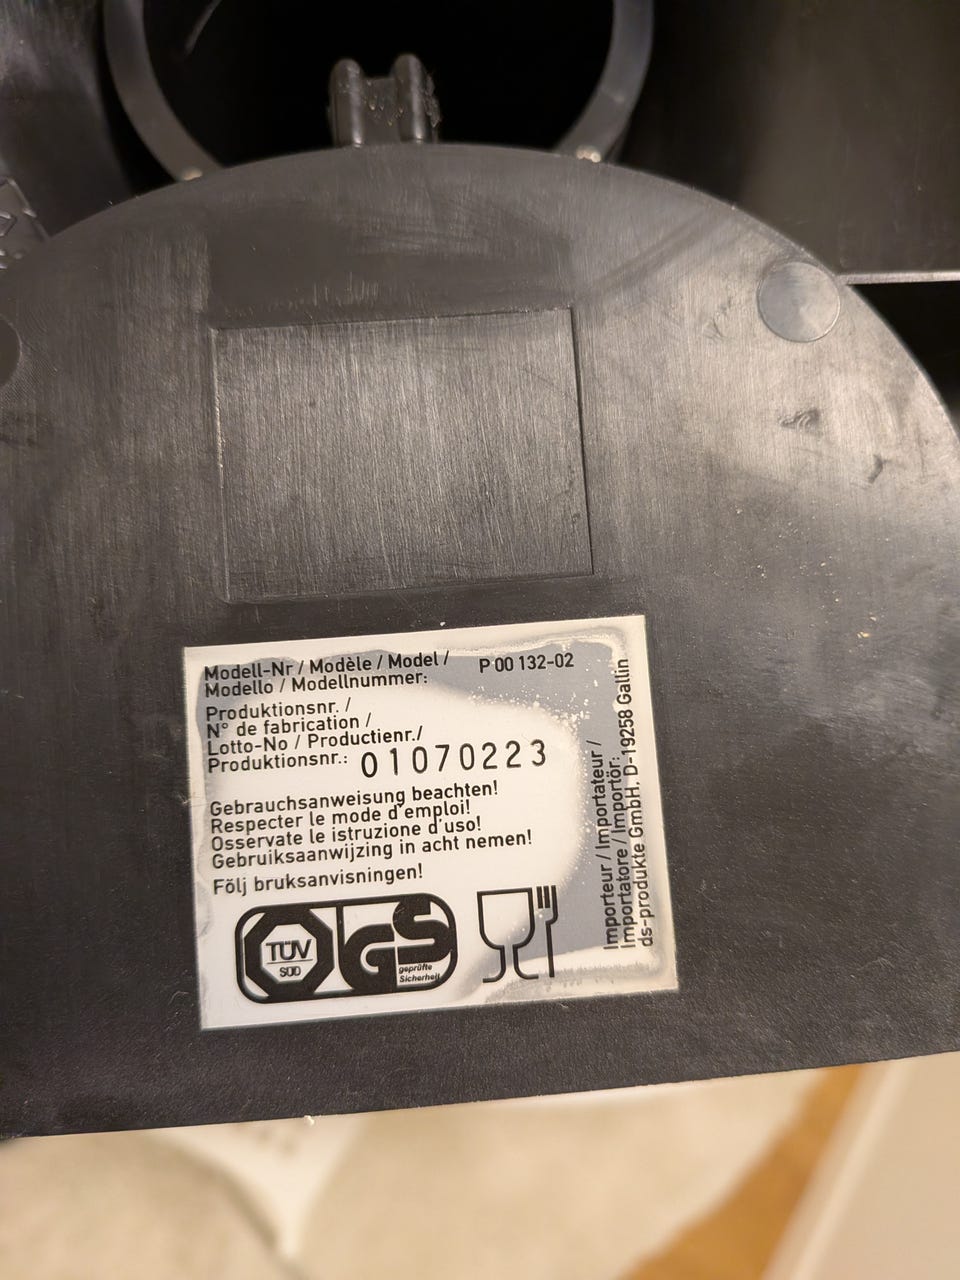 Modell-Nr / Modèle / Model / P 00 132-02
Modello / Modellnummer:
Produktionsnr. /
N° de fabrication /
Lotto-No / Productienr./
Produktionsnr.: 01070223
Gebrauchsanweisung beachten!
Respecter le mode d'emploi!
Osservate le istruzione d'uso!
Gebruiksaanwijzing in acht nemen!
Följ bruksanvisningen!
TÜV
SÜD
GS
geprüfte
Sicherheit
Importeur / Importateur /
Importatore / Importör:
ds-produkte GmbH, D-19258 Gallin